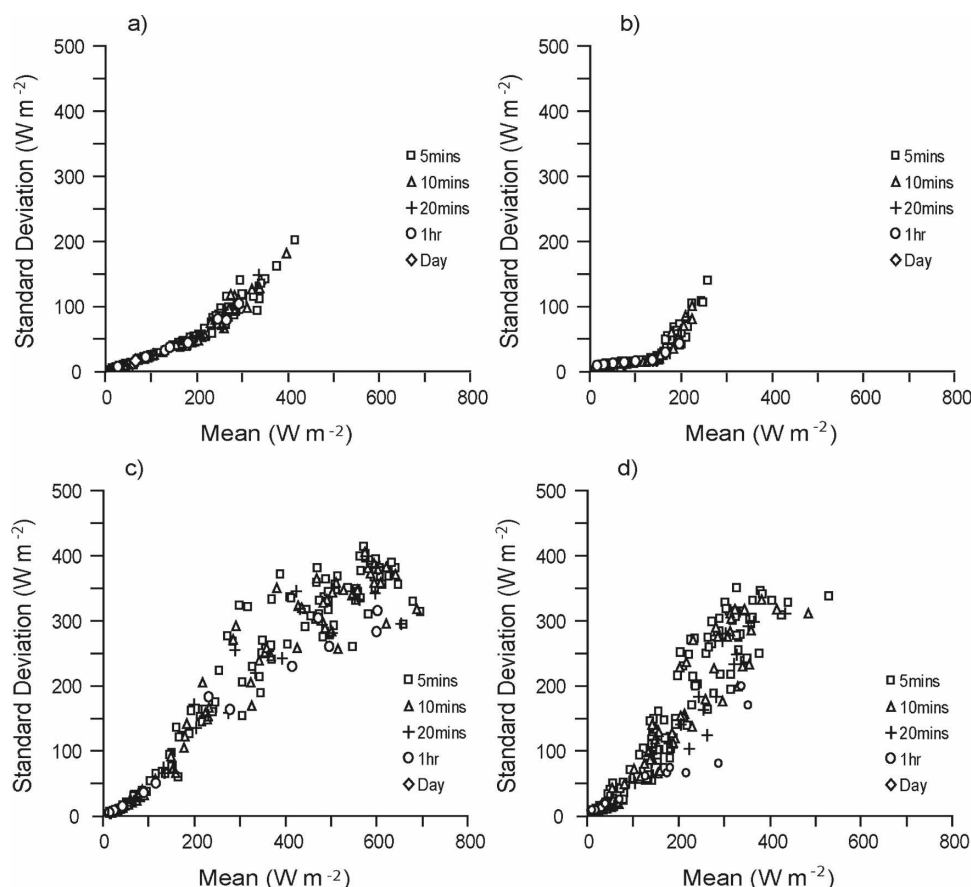 a)
500
400
300
200
100
0
Standard Deviation (W m-2)
5mins
10mins
20mins
1hr
Day
0 200 400 600 800
Mean (W m-2)
b)
500
400
300
200
100
0
Standard Deviation (W m-2)
5mins
10mins
20mins
1hr
Day
0 200 400 600 800
Mean (W m-2)
c)
500
400
300
200
100
0
Standard Deviation (W m-2)
5mins
10mins
20mins
1hr
Day
0 200 400 600 800
Mean (W m-2)
d)
500
400
300
200
100
0
Standard Deviation (W m-2)
5mins
10mins
20mins
1hr
Day
0 200 400 600 800
Mean (W m-2)